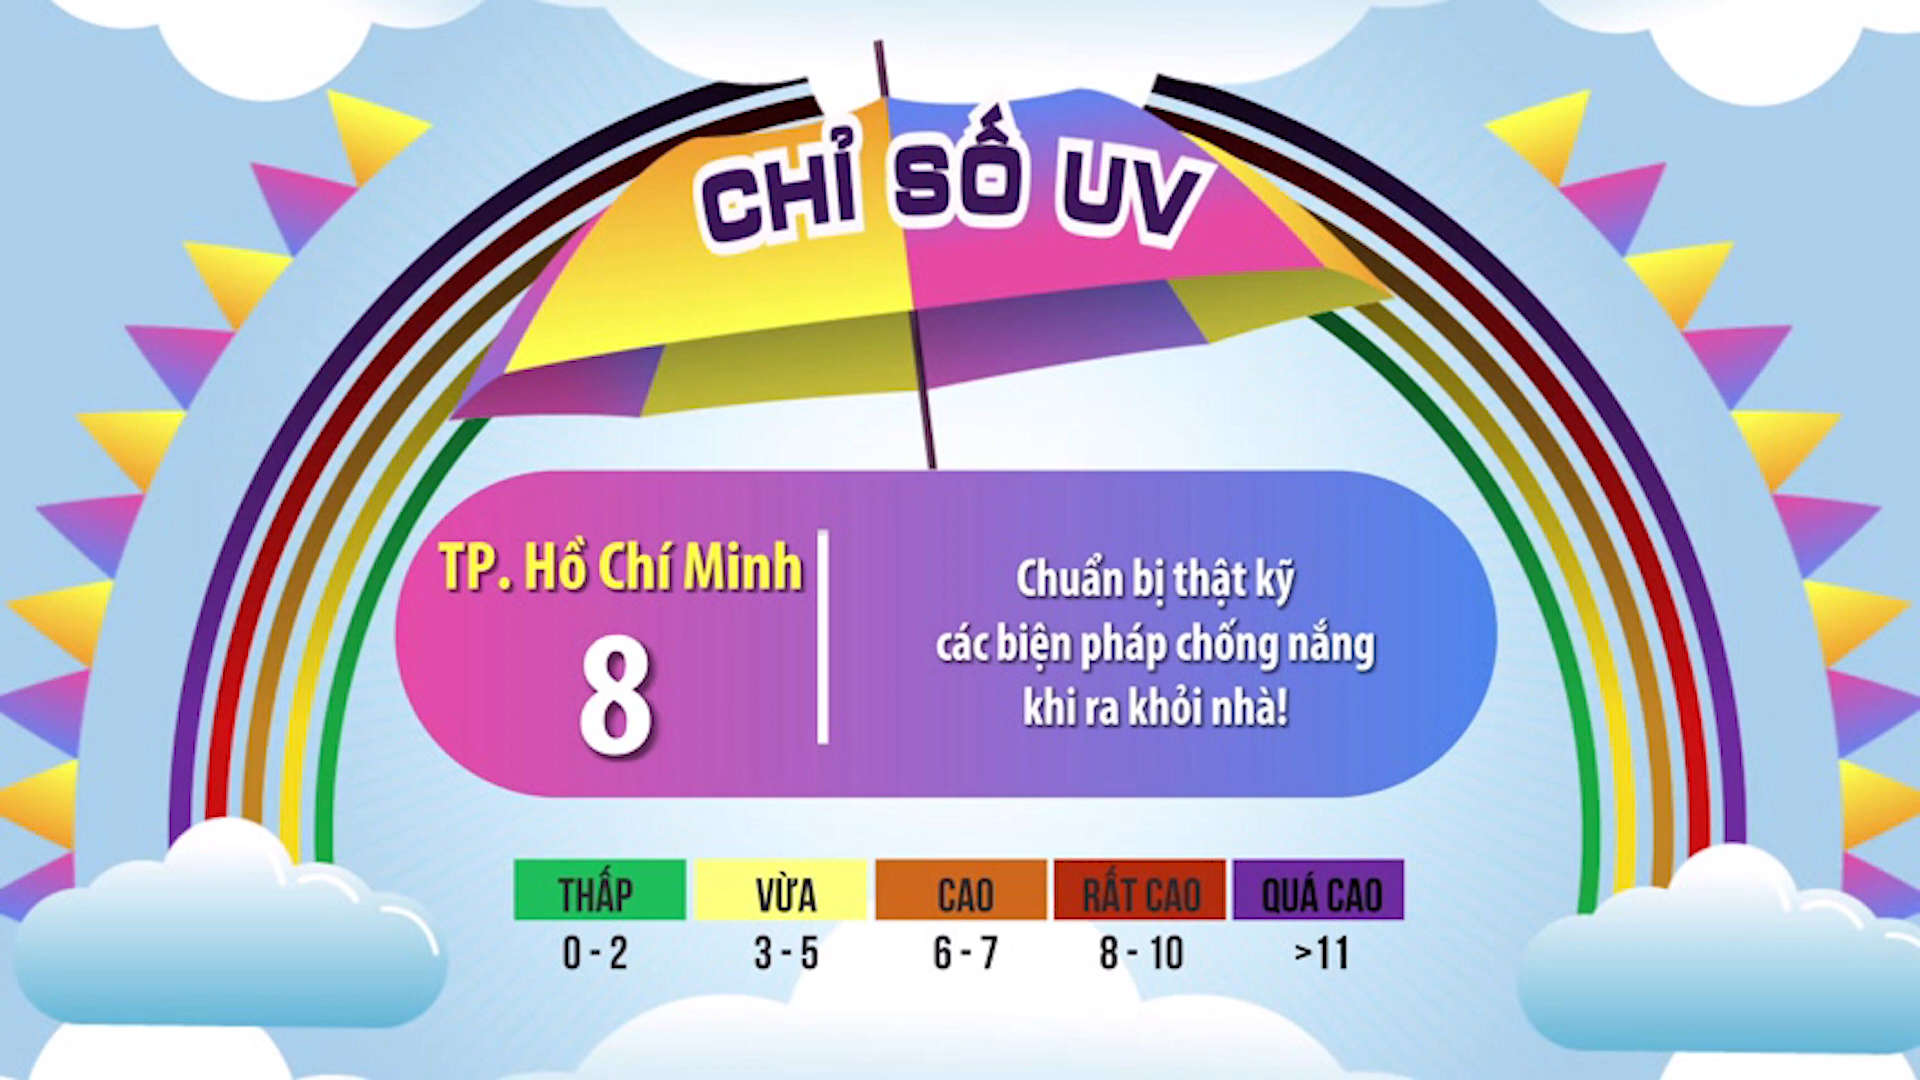 CHỈ SỐ UV
TP. Hồ Chí Minh
8
Chuẩn bị thật kỹ
các biện pháp chống nắng
khi ra khỏi nhà!
THẤP VỪA CAO RẤT CAO QUÁ CAO
0 - 2 3 - 5 6 - 7 8 - 10 >11